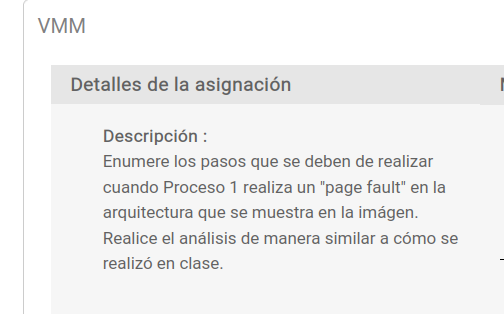 VMM
Detalles de la asignación
Descripción :
Enumere los pasos que se deben de realizar
cuando Proceso 1 realiza un "page fault" en la
arquitectura que se muestra en la imágen.
Realice el análisis de manera similar a cómo se
realizó en clase.